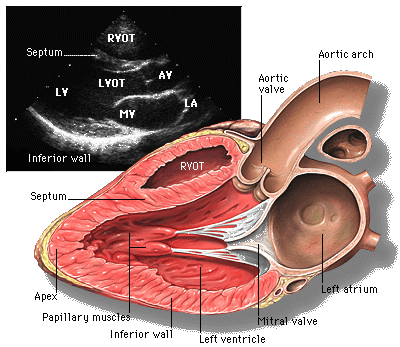 RVOT
Septum
LVOT
AV
LV
LA
MV
Inferior wall
Aortic arch
Aortic valve
RVOT
Septum
Left atrium
Apex
Papillary muscles
Mitral valve
Inferior wall
Left ventricle